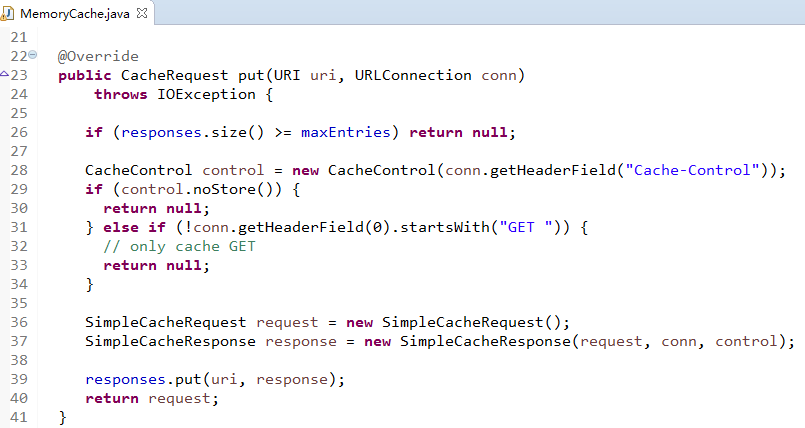 MemoryCache.java
21
22 @Override
23 public CacheRequest put(URI uri, URLConnection conn)
24     throws IOException {
25
26   if (responses.size() >= maxEntries) return null;
27
28   CacheControl control = new CacheControl(conn.getHeaderField("Cache-Control"));
29   if (control.noStore()) {
30     return null;
31   } else if (!conn.getHeaderField(0).startsWith("GET ")) {
32     // only cache GET
33     return null;
34   }
35
36   SimpleCacheRequest request = new SimpleCacheRequest();
37   SimpleCacheResponse response = new SimpleCacheResponse(request, conn, control);
38
39   responses.put(uri, response);
40   return request;
41 }